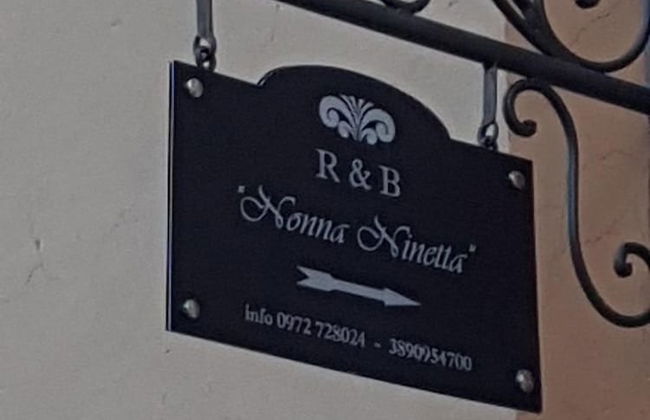 R & B
"Nonna Ninetta"
info 0972 728024 - 3890954700